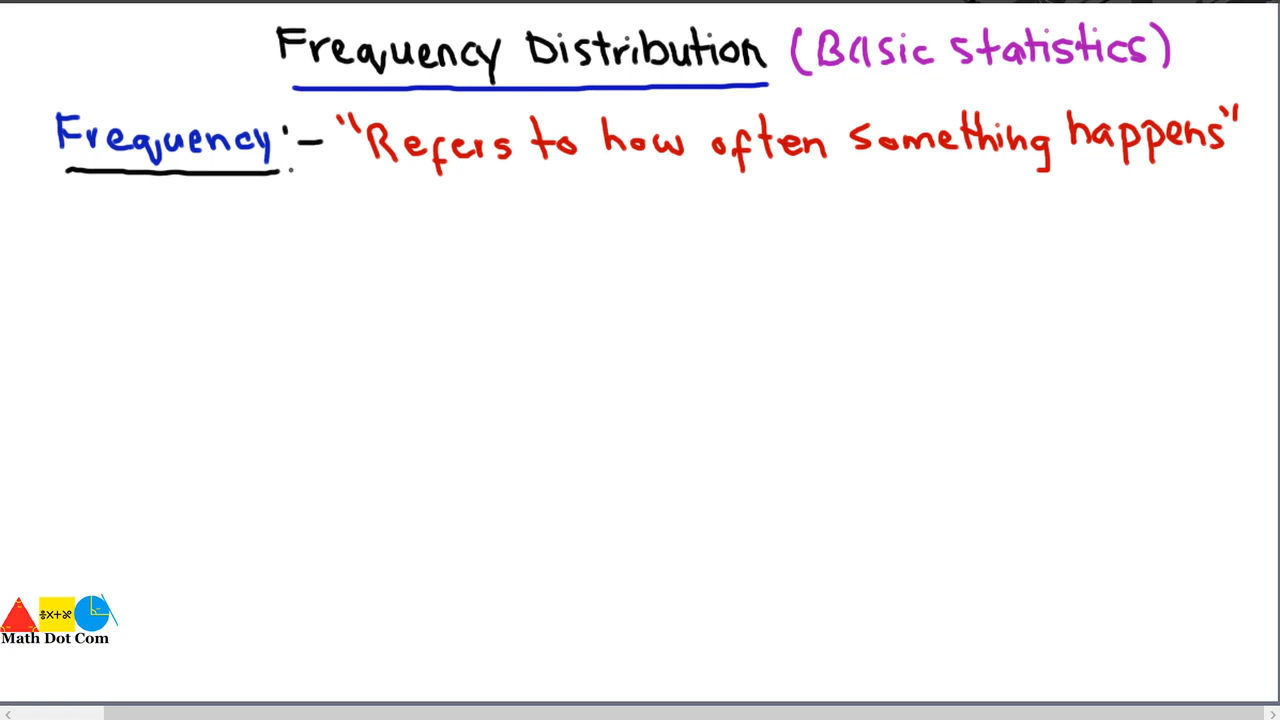 Frequency Distribution (Basic Statistics)
Frequency :- "Refers to how often something happens"
÷x+
Math Dot Com